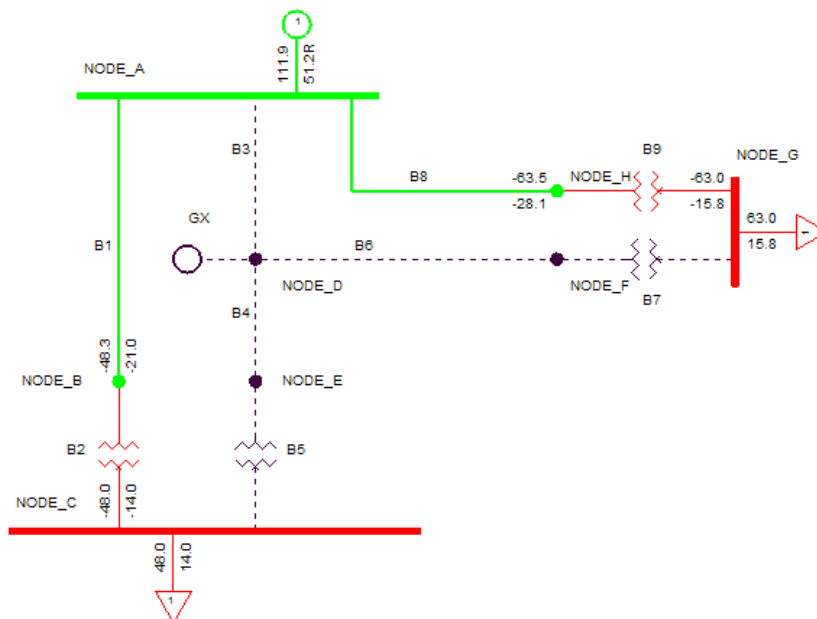 1
111.9
51.2R
NODE_A
B3
B9
NODE_G
B8
-63.5
NODE_H
-63.0
-28.1
-15.8
63.0
15.8
1
GX
B1
B6
NODE_D
NODE_F
B7
B4
-48.3
-21.0
NODE_B
NODE_E
B2
B5
-48.0
-14.0
NODE_C
48.0
14.0
1